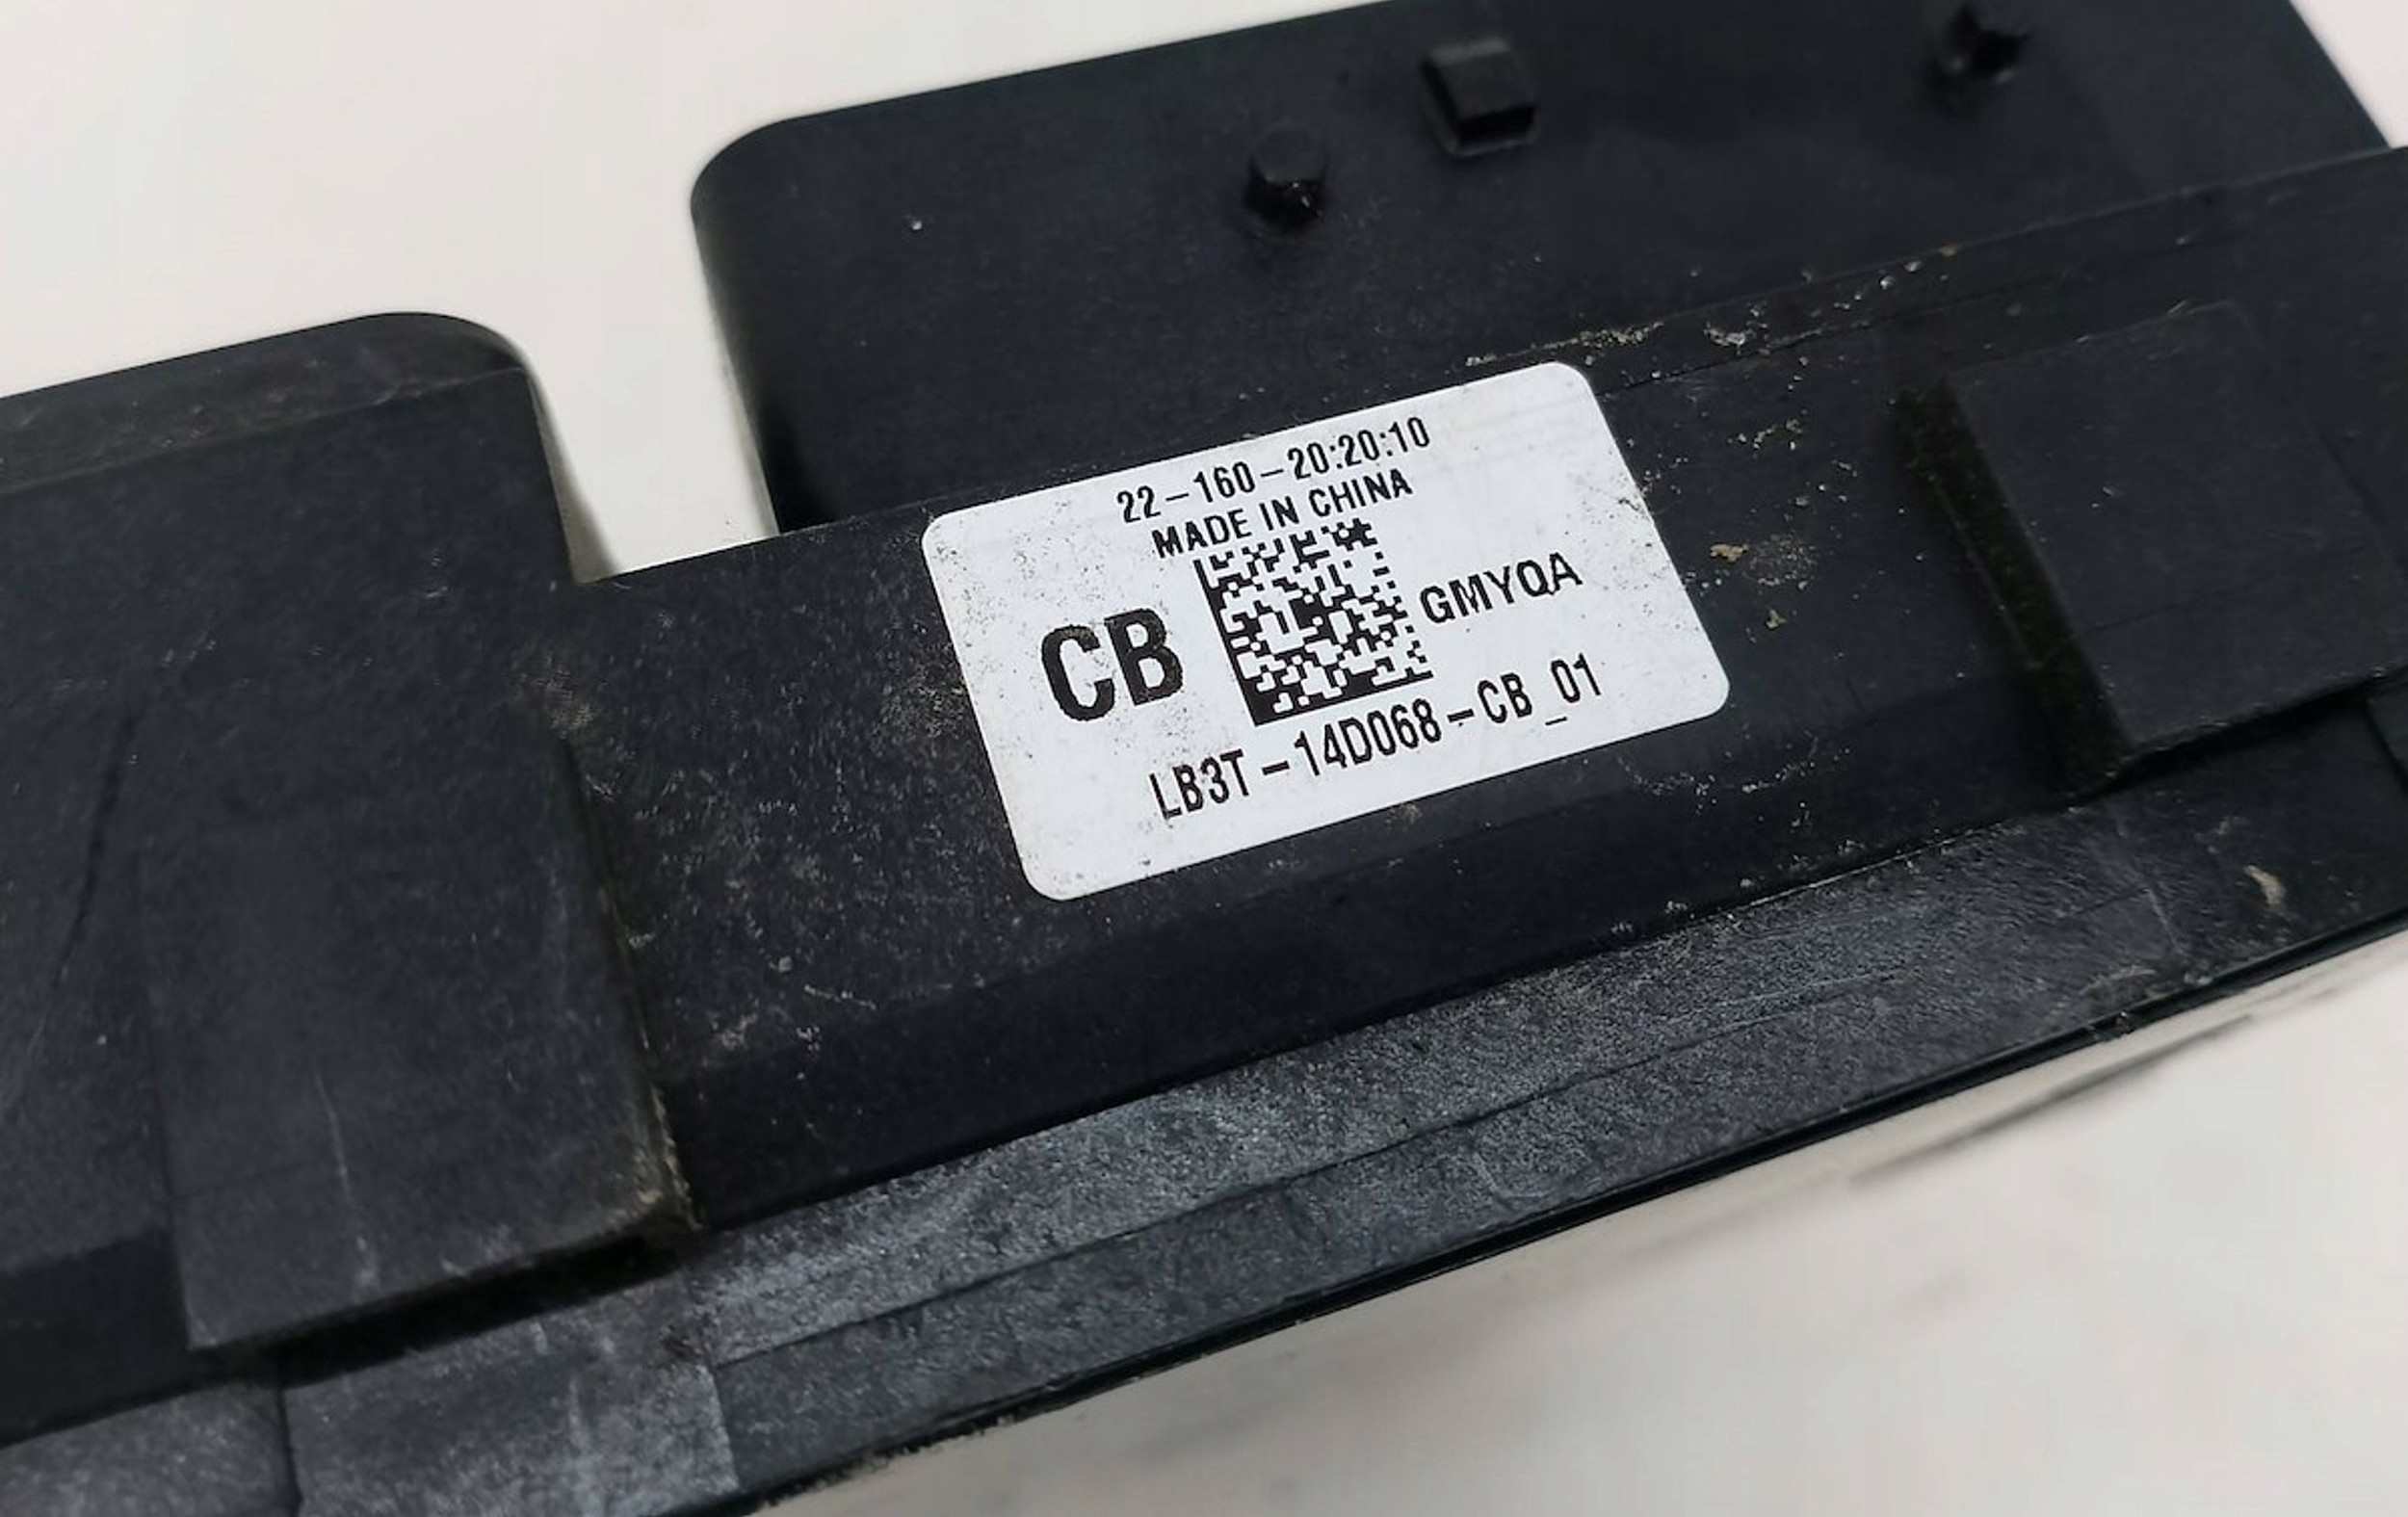 22-160-20:20:10
MADE IN CHINA
CB
GMYQA
LB3T-14D068-CB_01